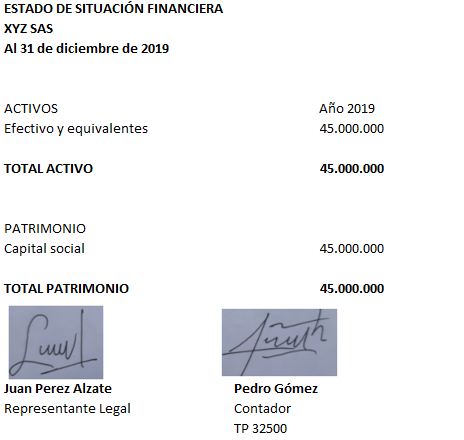 ESTADO DE SITUACIÓN FINANCIERA
XYZ SAS
Al 31 de diciembre de 2019
ACTIVOS Año 2019
Efectivo y equivalentes 45.000.000
TOTAL ACTIVO 45.000.000
PATRIMONIO
Capital social 45.000.000
TOTAL PATRIMONIO 45.000.000
Juan Perez Alzate Pedro Gómez
Representante Legal Contador
TP 32500